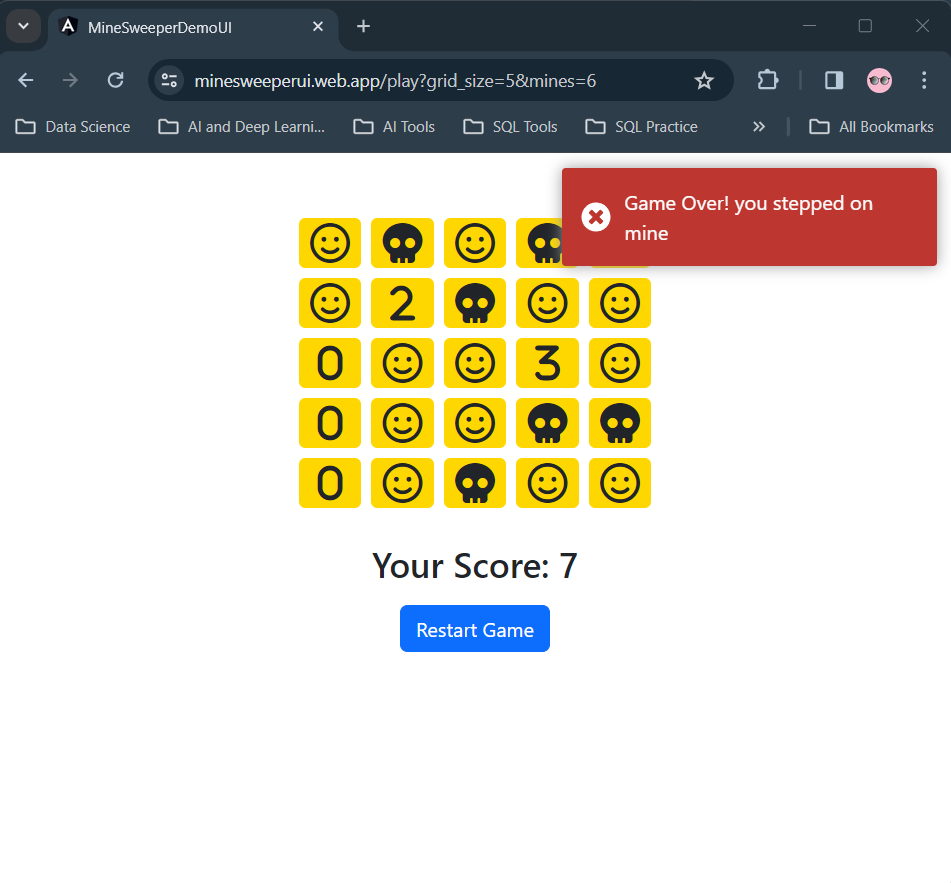 MineSweeperDemoUI
minesweeperui.web.app/play?grid_size=5&mines=6
Data Science AI and Deep Learni... AI Tools SQL Tools SQL Practice » All Bookmarks
Game Over! you stepped on
mine
2
0 3
0
0
Your Score: 7
Restart Game